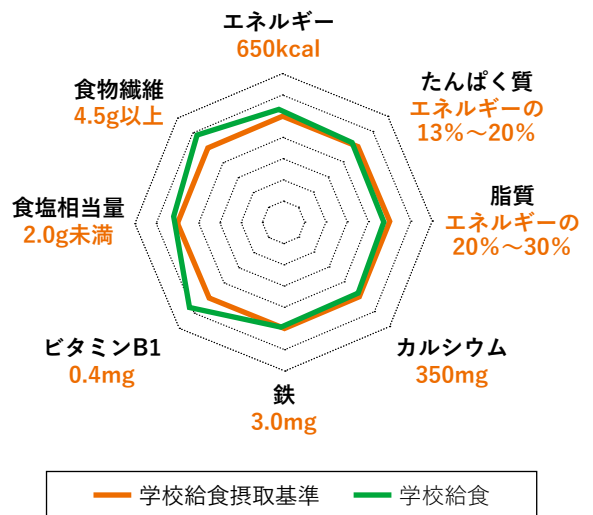 エネルギー
650kcal
たんぱく質
エネルギーの
13%～20%
脂質
エネルギーの
20%～30%
カルシウム
350mg
鉄
3.0mg
ビタミンB1
0.4mg
食塩相当量
2.0g未満
食物繊維
4.5g以上
学校給食摂取基準
学校給食